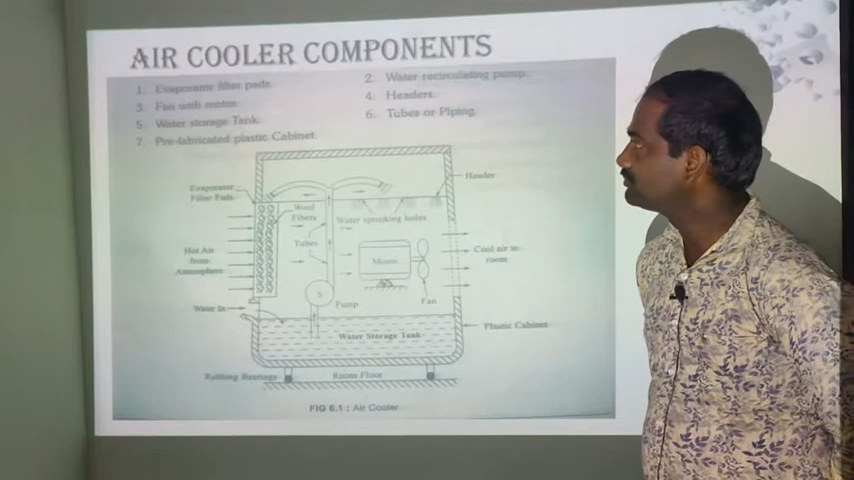 AIR COOLER COMPONENTS
1. Evaporator filter pads.
2. Water recirculating pump.
3. Fan with motor.
4. Headers.
5. Water storage Tank.
6. Tubes or Piping.
7. Pre-fabricated plastic Cabinet.
Evaporator
Filter Pads
Header
Wool
Fibers
Water sprinking holes
Tubes
Hot Air
from
Atmosphere
Motor
Cool air to
room
S
Pump
Fan
Water In
Water Storage Tank
Plastic Cabinet
Rubbing Bearings
Room Floor
FIG 8.1 : Air Cooler